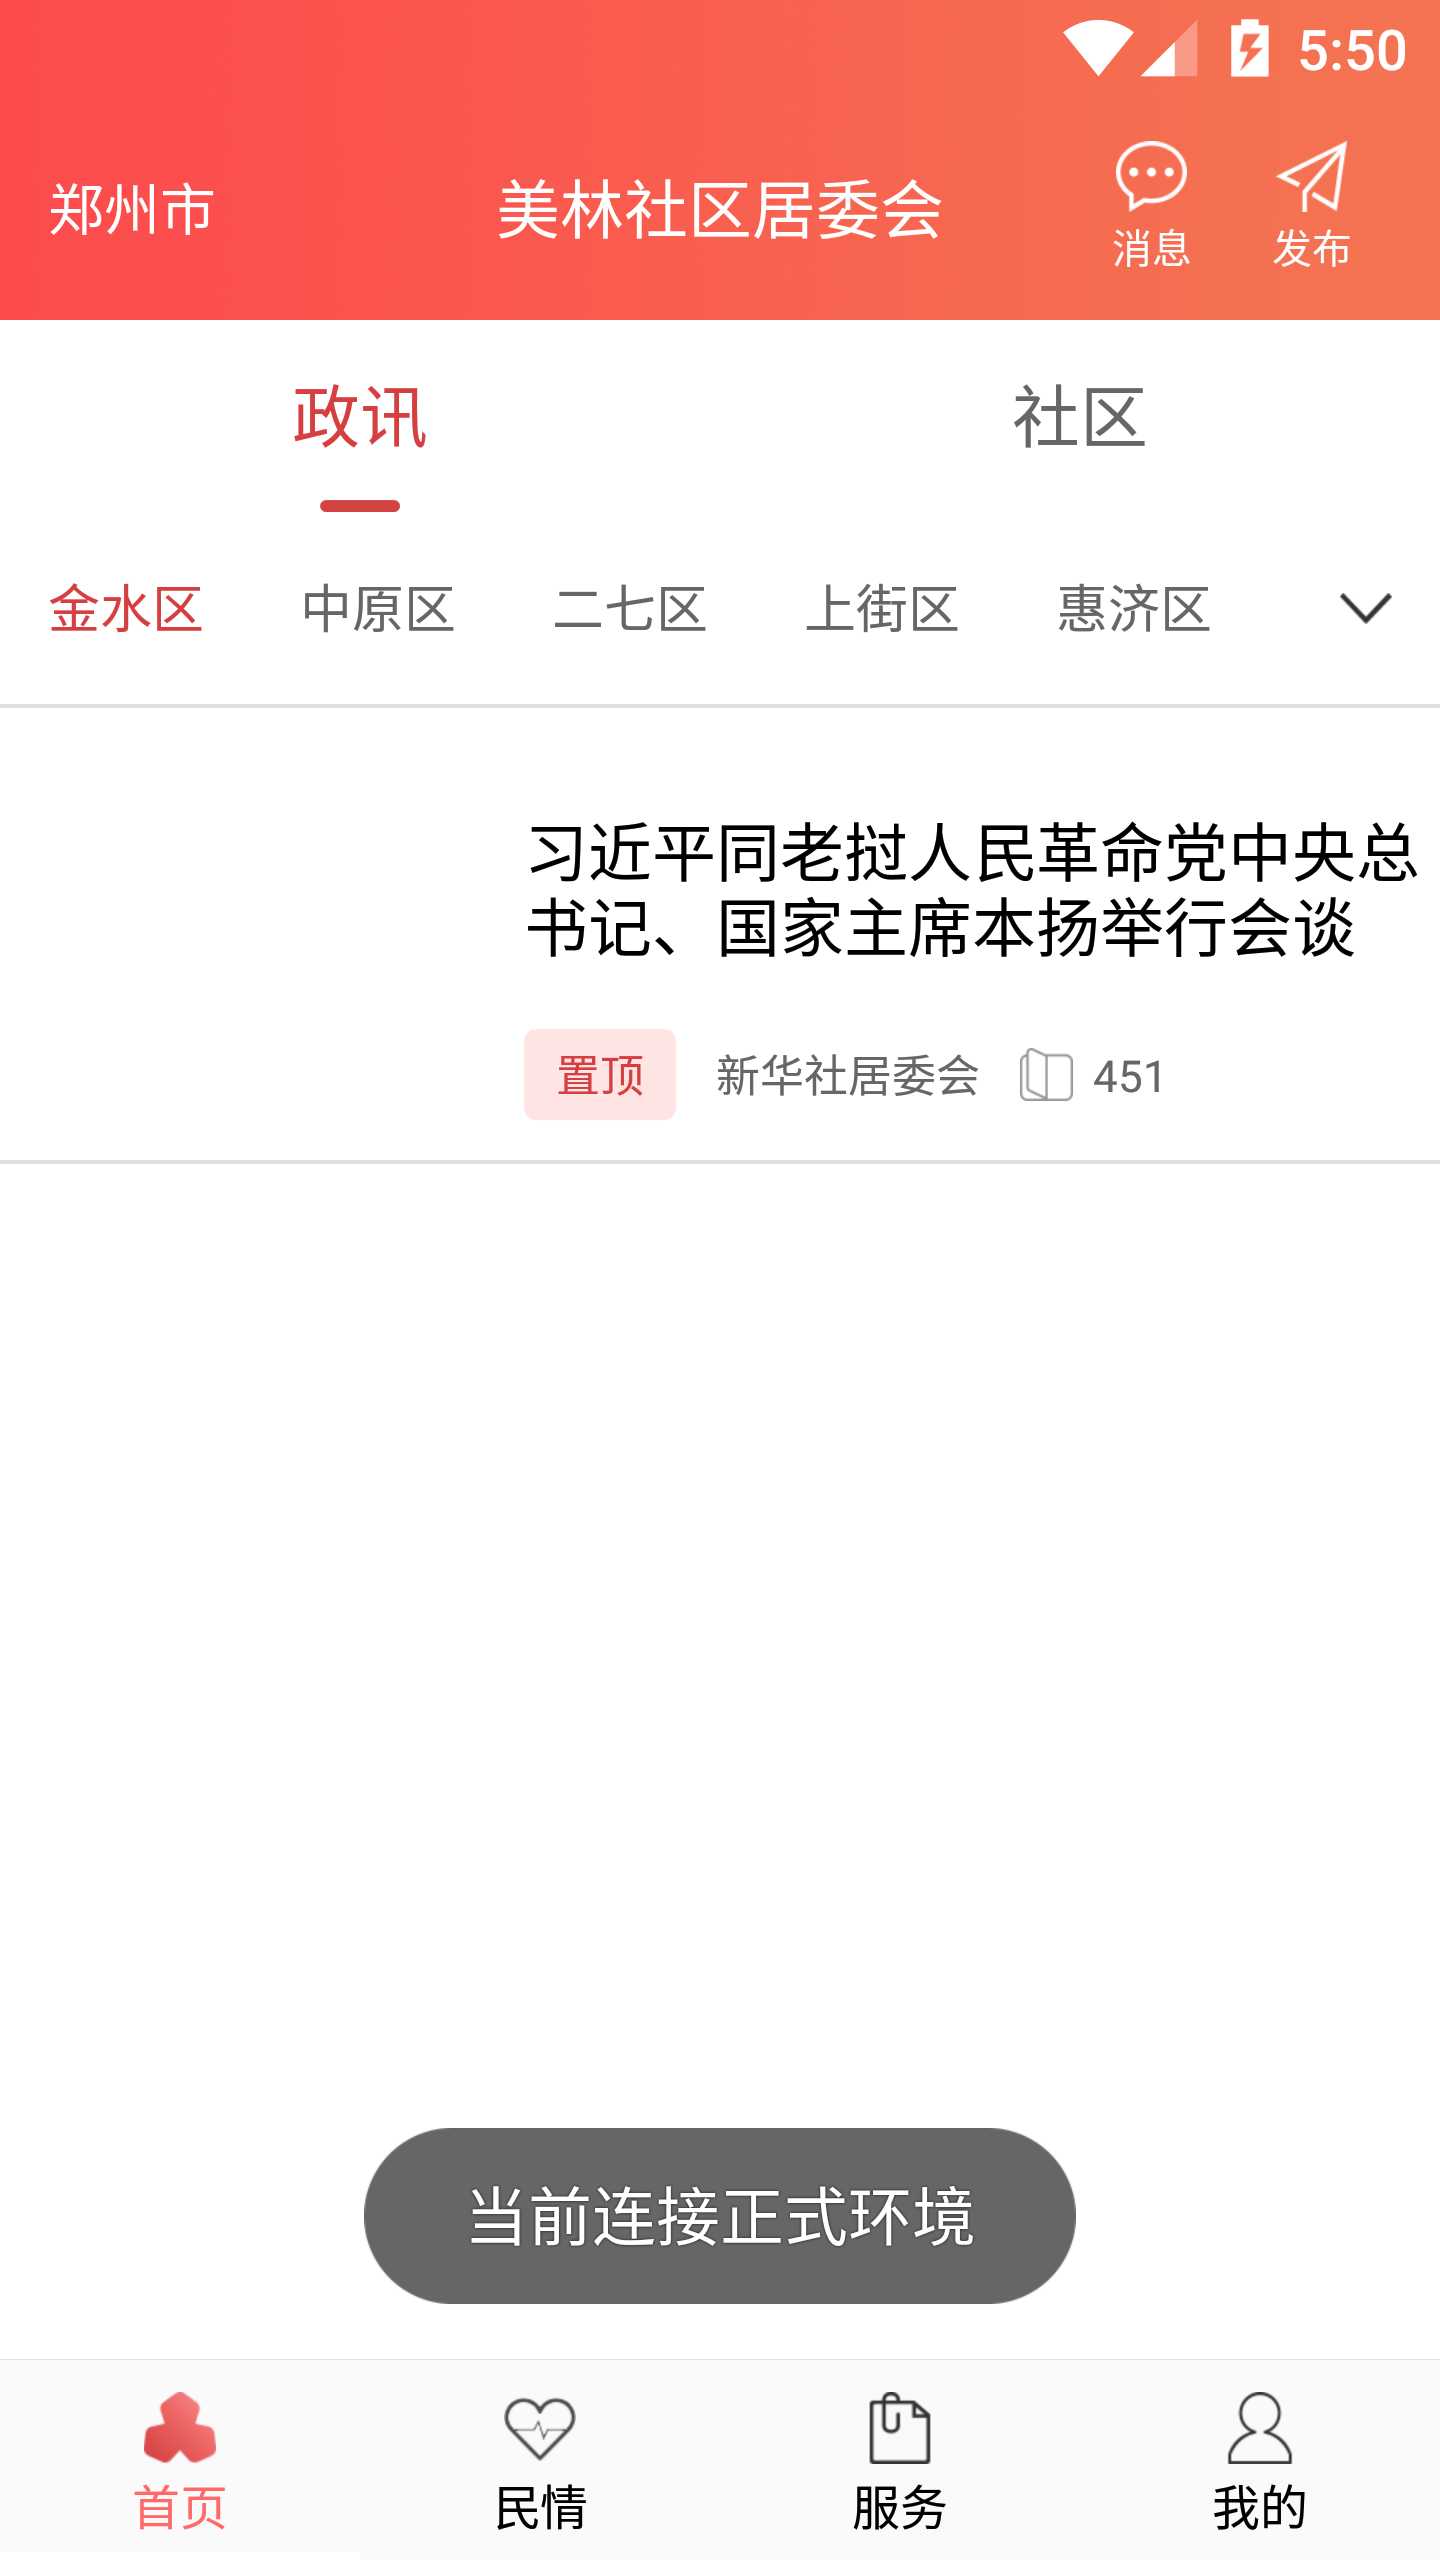 5:50
郑州市
美林社区居委会
消息
发布
政讯
社区
金水区
中原区
二七区
上街区
惠济区
习近平同老挝人民革命党中央总
书记、国家主席本扬举行会谈
置顶
新华社居委会
451
当前连接正式环境
首页
民情
服务
我的